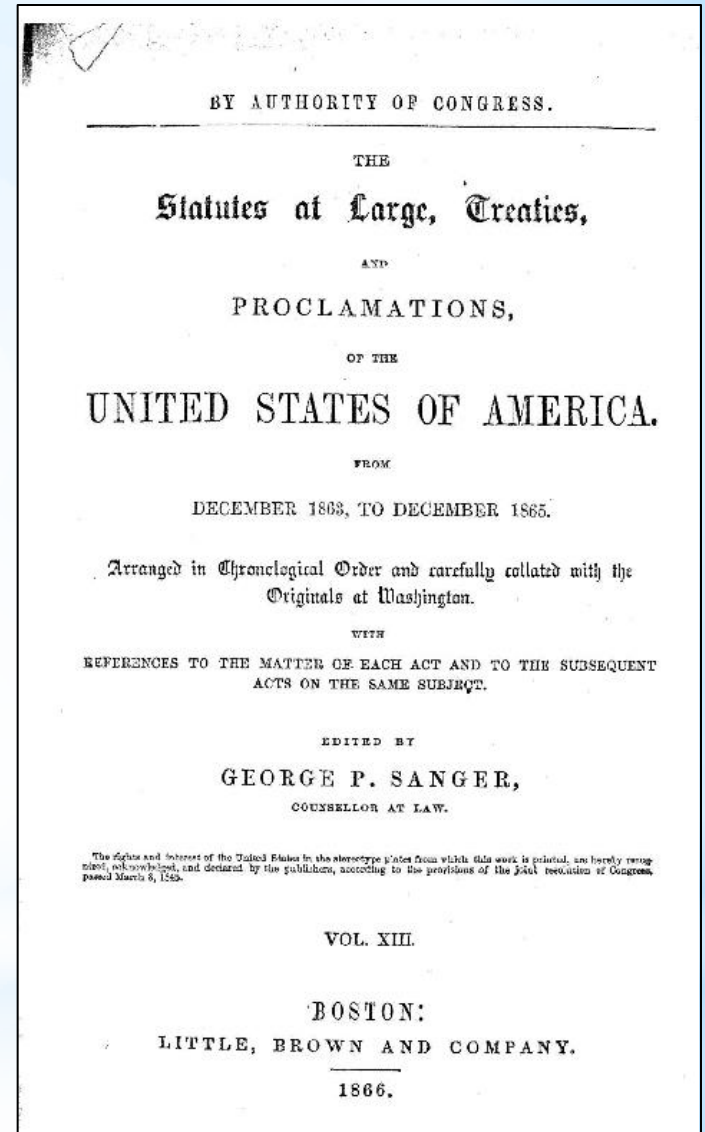 BY AUTHORITY OF CONGRESS.
THE
Statutes at Large, Treaties,
AND
PROCLAMATIONS,
OF THE
UNITED STATES OF AMERICA.
FROM
DECEMBER 1863, TO DECEMBER 1865.
Arranged in Chronological Order and carefully collated with the
Originals at Washington.
WITH
REFERENCES TO THE MATTER OF EACH ACT AND TO THE SUBSEQUENT
ACTS ON THE SAME SUBJECT.
EDITED BY
GEORGE P. SANGER,
COUNSELLOR AT LAW.
The rights and interest of the United States in the stereotype plates from which this work is printed, are hereby recog-
nized, acknowledged, and declared by the publishers, according to the provisions of the joint resolution of Congress,
passed March 3, 1845.
VOL. XIII.
BOSTON:
LITTLE, BROWN AND COMPANY.
1866.